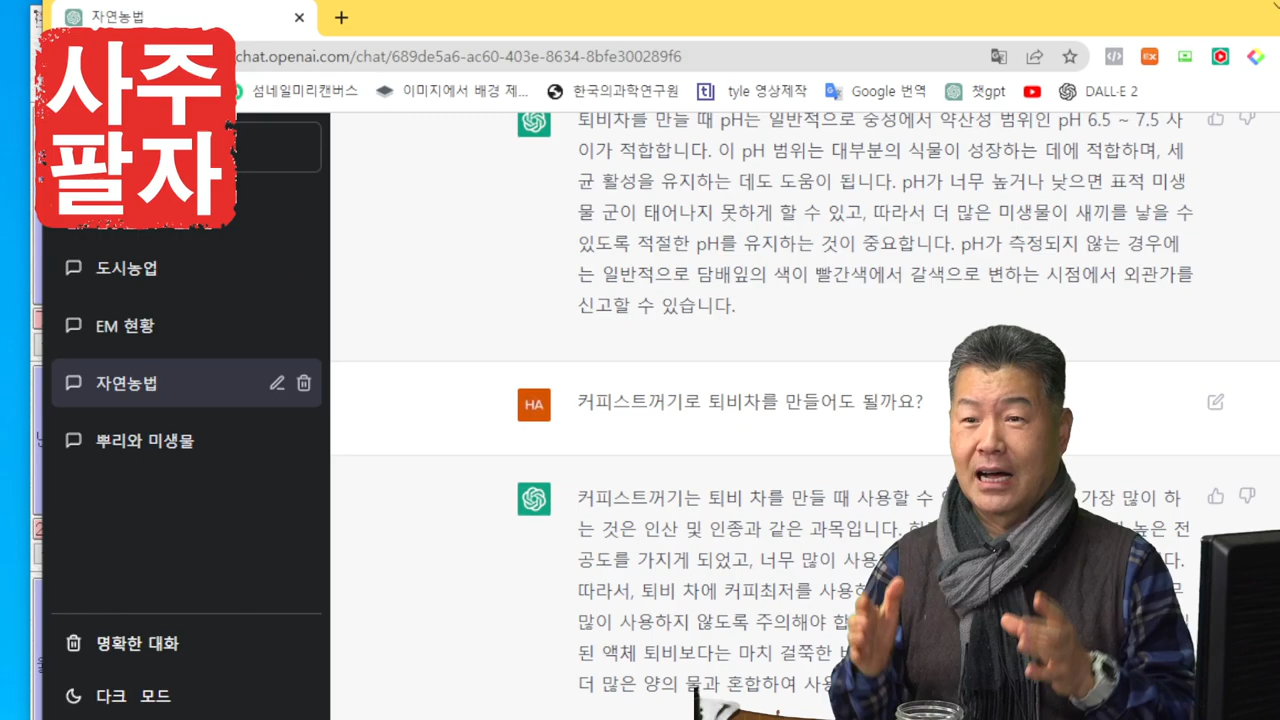 자연농법
사주
팔자
chat.openai.com/chat/689de5a6-ac60-403e-8634-8bfe300289f6
섬네일미리캔버스 이미지에서 배경 제... 한국의과학연구원 tyle 영상제작 Google 번역 챗gpt DALL·E 2
퇴비차를 만들 때 pH는 일반적으로 중성에서 약산성 범위인 pH 6.5 ~ 7.5 사
이가 적합합니다. 이 pH 범위는 대부분의 식물이 성장하는 데에 적합하며, 세
균 활성을 유지하는 데도 도움이 됩니다. pH가 너무 높거나 낮으면 표적 미생
물 군이 태어나지 못하게 할 수 있고, 따라서 더 많은 미생물이 새끼를 낳을 수
있도록 적절한 pH를 유지하는 것이 중요합니다. pH가 측정되지 않는 경우에
는 일반적으로 담배잎의 색이 빨간색에서 갈색으로 변하는 시점에서 외관가를
신고할 수 있습니다.
도시농업
EM 현황
자연농법
뿌리와 미생물
HA
커피스트꺼기로 퇴비차를 만들어도 될까요?
커피스트꺼기는 퇴비 차를 만들 때 사용할 수 가장 많이 하
는 것은 인산 및 인종과 같은 과목입니다. 높은 전
공도를 가지게 되었고, 너무 많이
따라서, 퇴비 차에 커피최저를
많이 사용하지 않도록 주의해야
된 액체 퇴비보다는 마치 걸쭉한
더 많은 양의 물과 혼합하여
명확한 대화
다크 모드